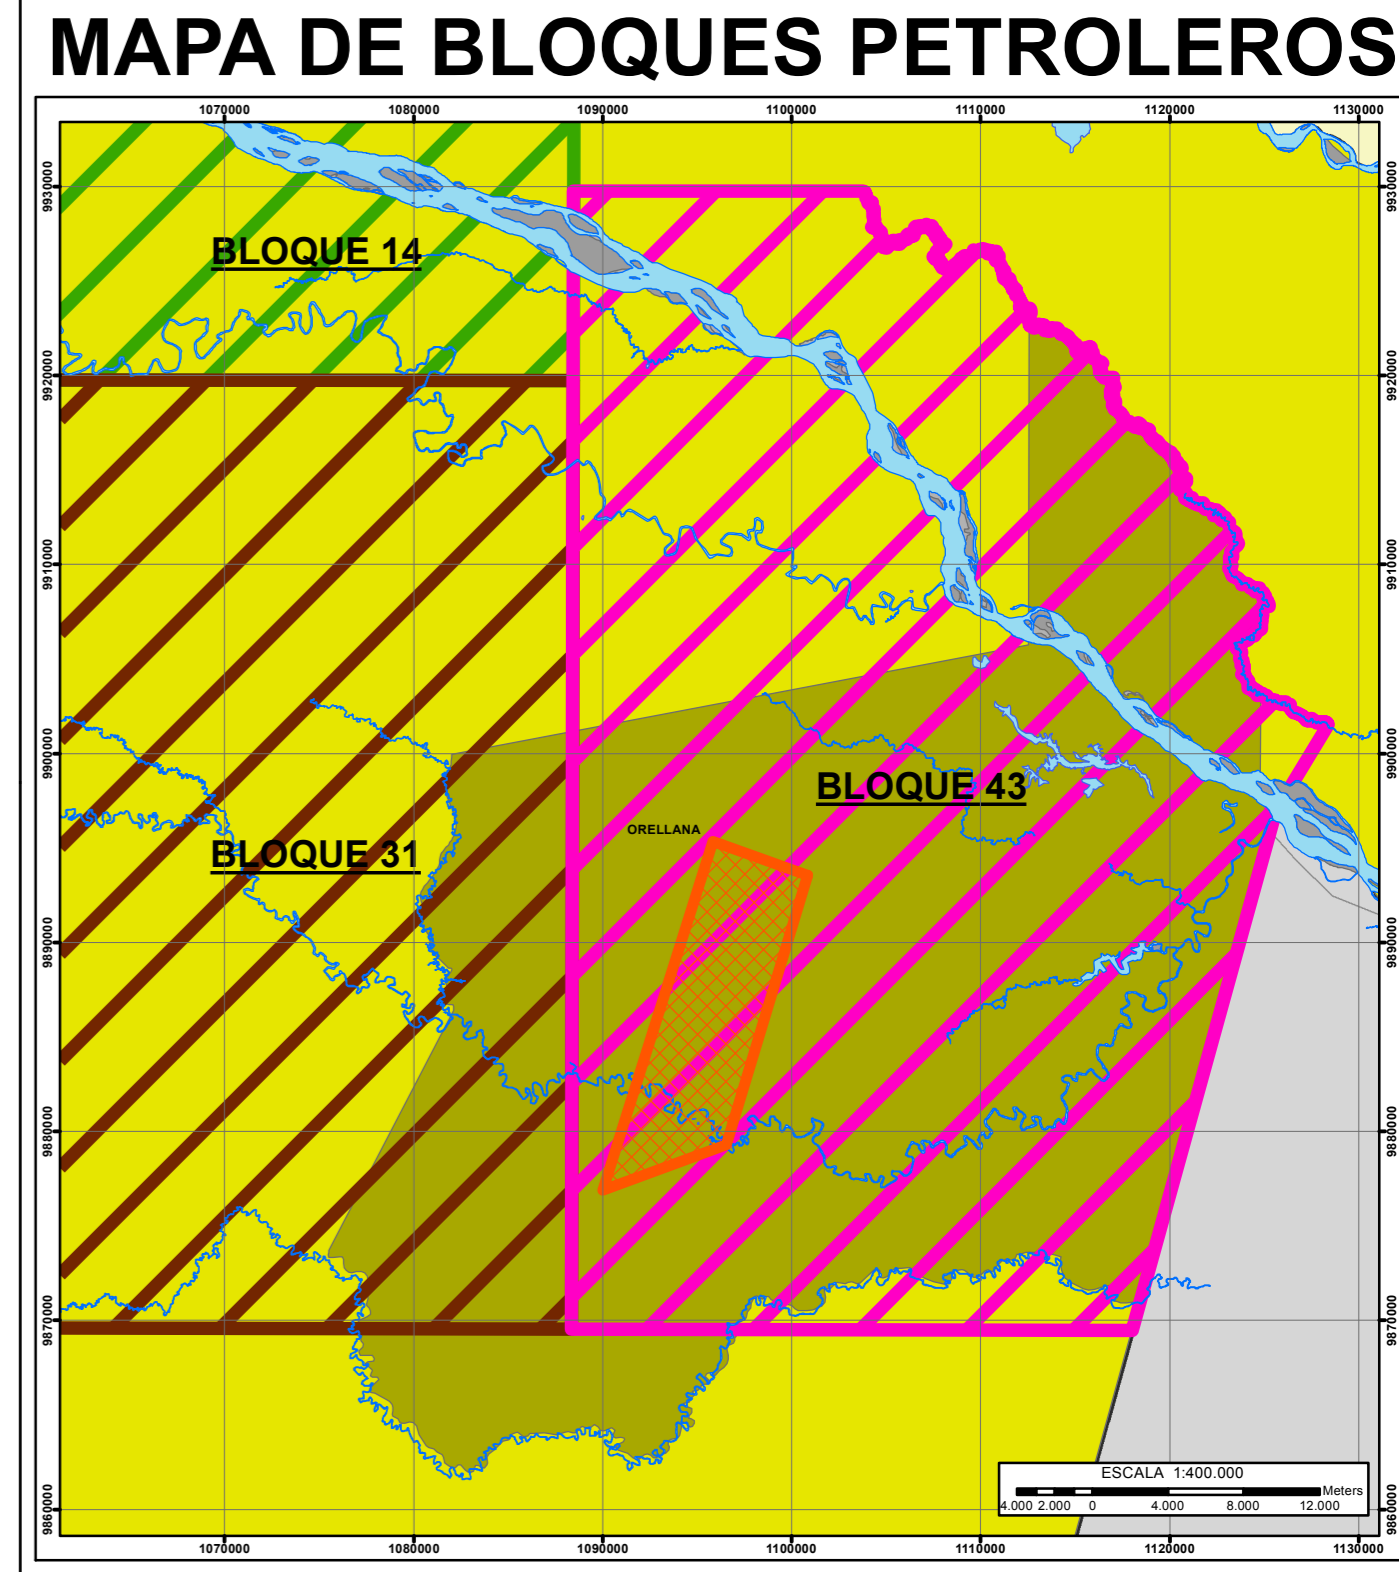 MAPA DE BLOQUES PETROLEROS
1070000 1080000 1090000 1100000 1110000 1120000 1130000
9930000 9930000
BLOQUE 14
9920000 9920000
9910000 9910000
9900000 9900000
BLOQUE 43
ORELLANA
BLOQUE 31
9890000 9890000
9880000 9880000
9870000 9870000
ESCALA 1:400.000
Meters
4.000 2.000 0 4.000 8.000 12.000
9860000 9860000
1070000 1080000 1090000 1100000 1110000 1120000 1130000